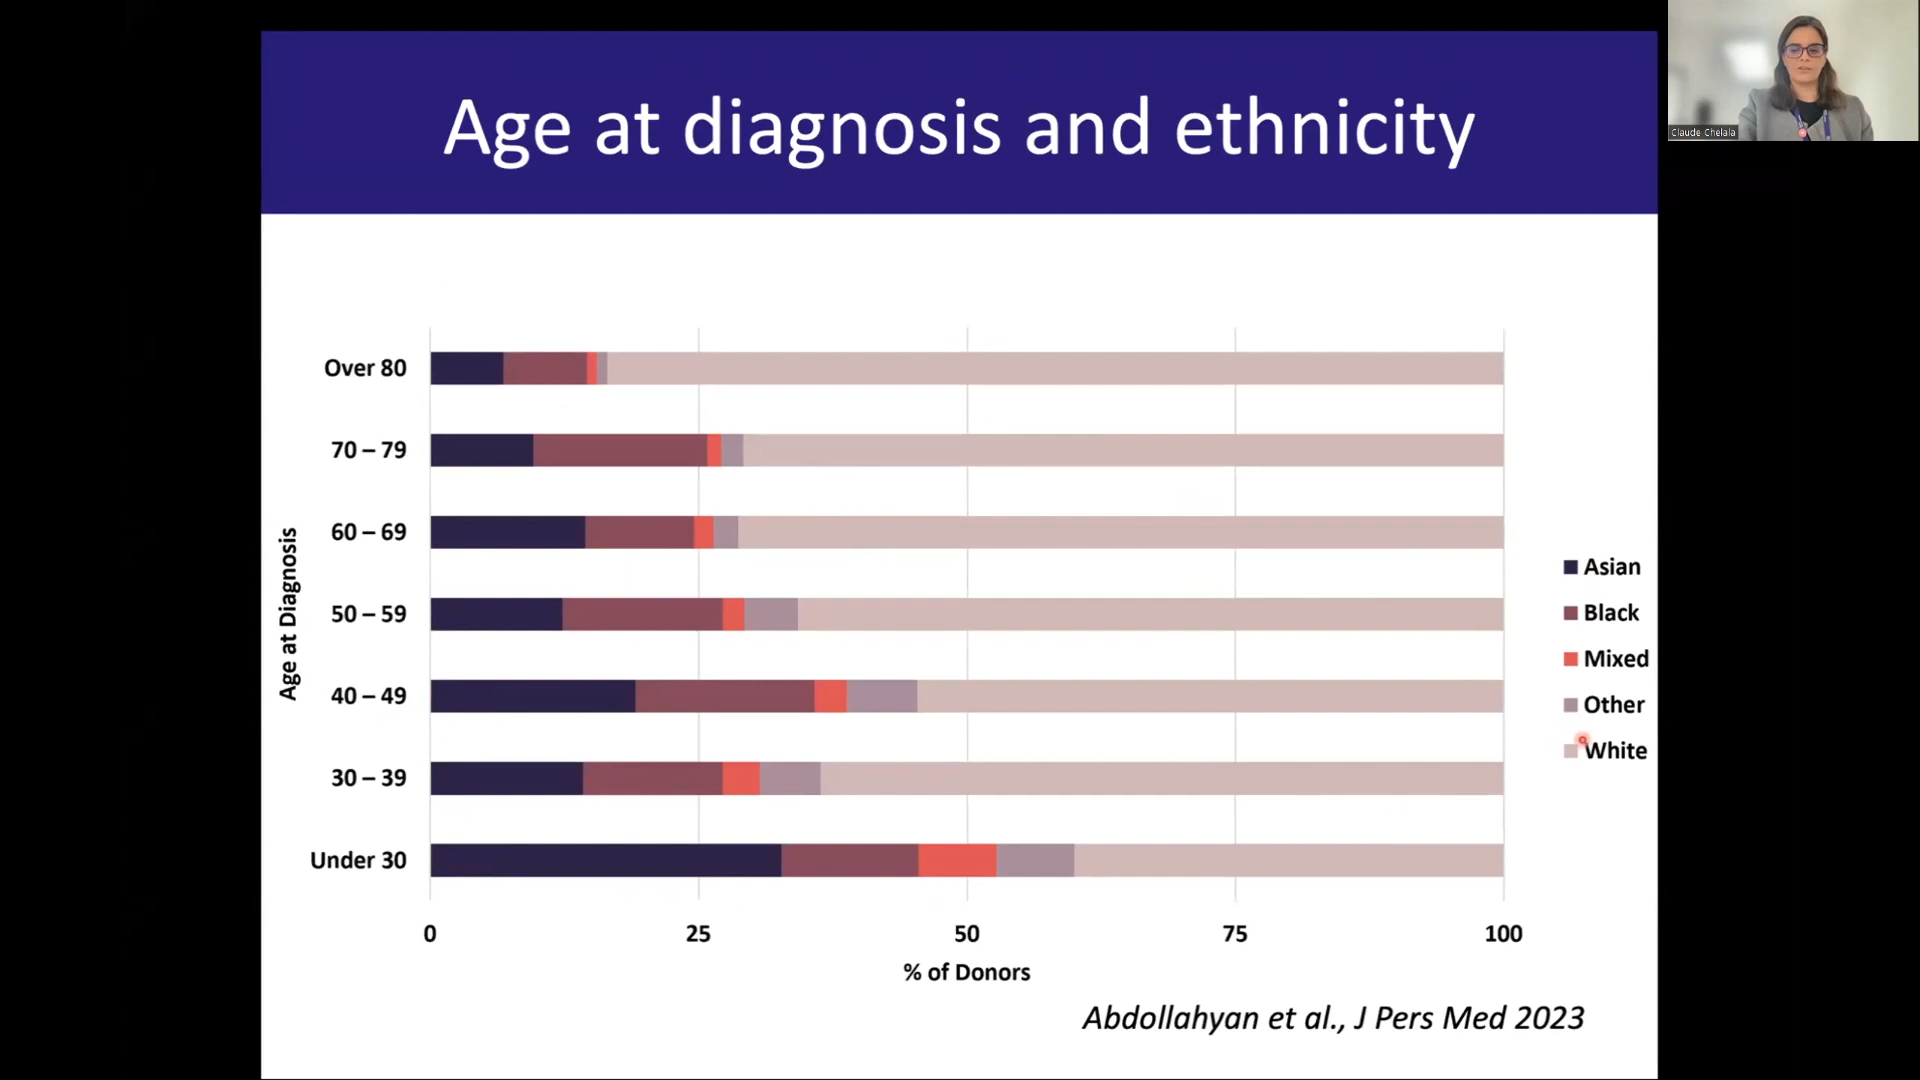 Age at diagnosis and ethnicity
Claude Chelala
Over 80
70 – 79
60 – 69
50 – 59
40 – 49
30 – 39
Under 30
Age at Diagnosis
0 25 50 75 100
% of Donors
Asian
Black
Mixed
Other
White
Abdollahyan et al., J Pers Med 2023